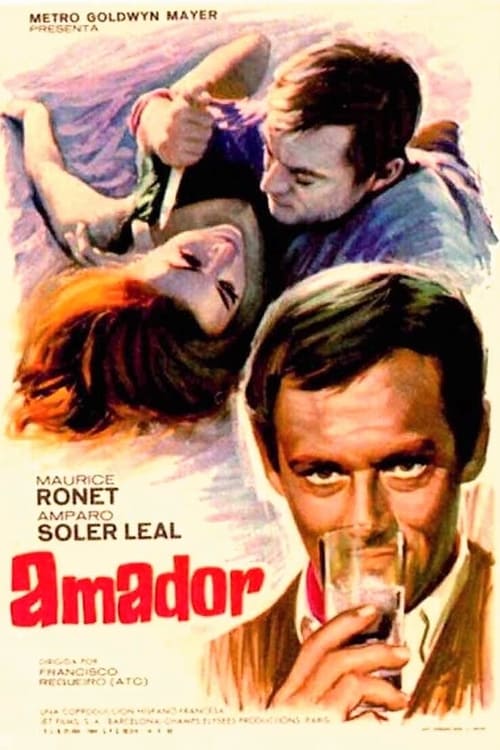 METRO GOLDWYN MAYER
PRESENTA
MAURICE
RONET
AMPARO
SOLER LEAL
amador
DIRIGIDA POR
FRANCISCO
REGUEIRO (ATC)
UNA COPRODUCCION HISPANO FRANCESA
JET FILMS, S.A. BARCELONA-CHAMPS ELYSEES PRODUCTIONS, PARIS